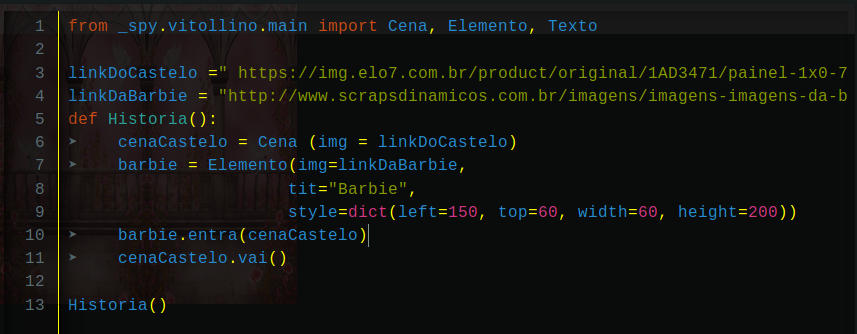 1 from _spy.vitollino.main import Cena, Elemento, Texto
2
3 linkDoCastelo =" https://img.elo7.com.br/product/original/1AD3471/painel-1x0-7
4 linkDaBarbie = "http://www.scrapsdinamicos.com.br/imagens/imagens-imagens-da-b
5 def Historia():
6 cenaCastelo = Cena (img = linkDoCastelo)
7 barbie = Elemento(img=linkDaBarbie,
8 tit="Barbie",
9 style=dict(left=150, top=60, width=60, height=200))
10 barbie.entra(cenaCastelo)
11 cenaCastelo.vai()
12
13 Historia()